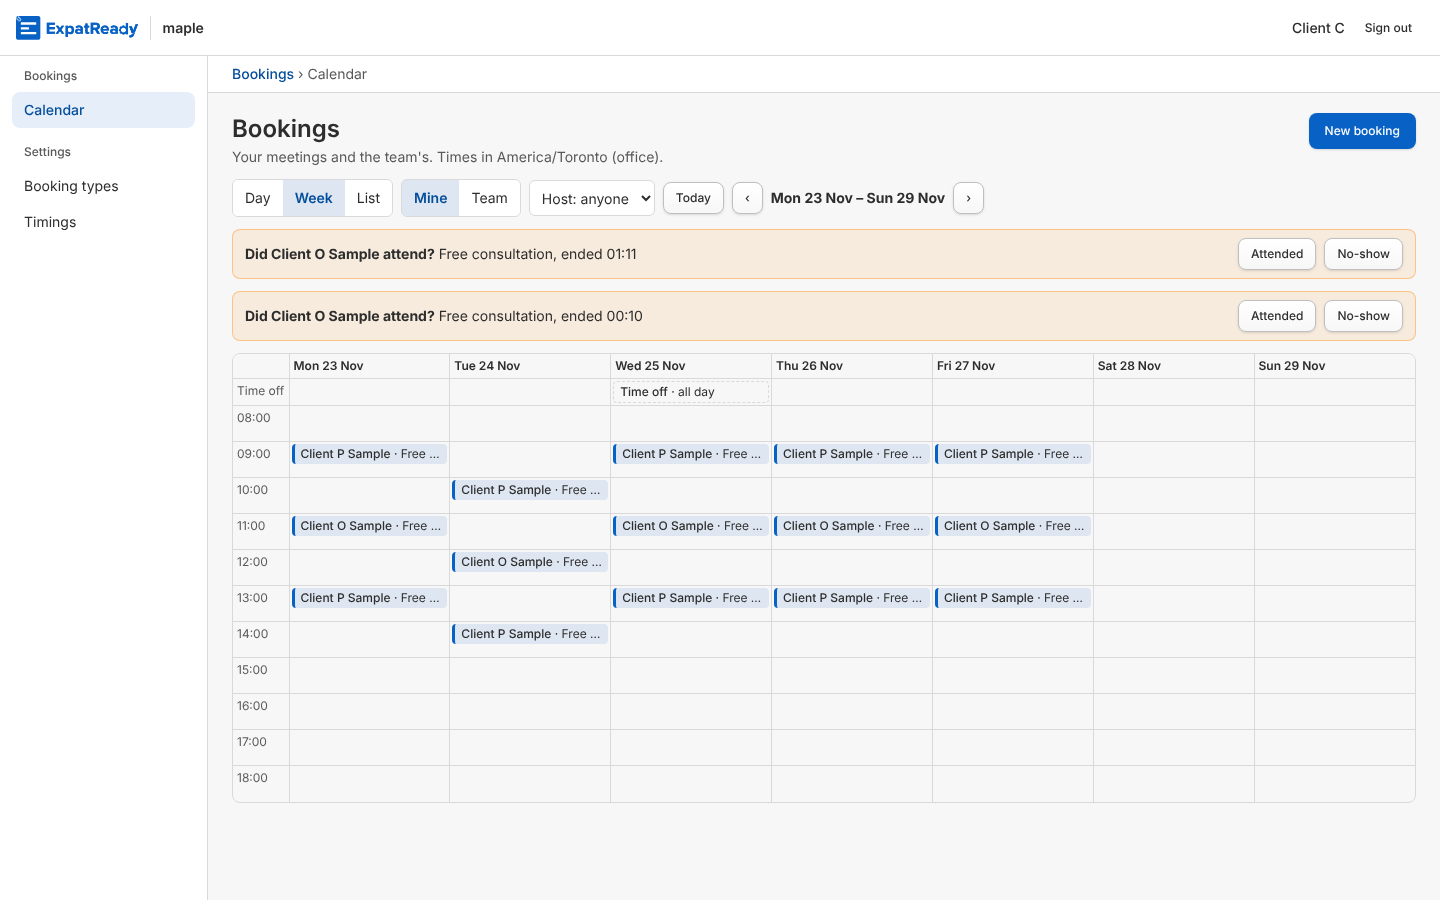 ExpatReady maple Client C Sign out
Bookings
Calendar
Settings
Booking types
Timings
Bookings › Calendar
Bookings
New booking
Your meetings and the team's. Times in America/Toronto (office).
Day Week List Mine Team Host: anyone Today ‹ Mon 23 Nov – Sun 29 Nov ›
Did Client O Sample attend? Free consultation, ended 01:11 Attended No-show
Did Client O Sample attend? Free consultation, ended 00:10 Attended No-show
Mon 23 Nov Tue 24 Nov Wed 25 Nov Thu 26 Nov Fri 27 Nov Sat 28 Nov Sun 29 Nov
Time off Time off · all day
08:00
09:00 Client P Sample · Free ... Client P Sample · Free ... Client P Sample · Free ... Client P Sample · Free ...
10:00 Client P Sample · Free ...
11:00 Client O Sample · Free ... Client O Sample · Free ... Client O Sample · Free ... Client O Sample · Free ...
12:00 Client O Sample · Free ...
13:00 Client P Sample · Free ... Client P Sample · Free ... Client P Sample · Free ... Client P Sample · Free ...
14:00 Client P Sample · Free ...
15:00
16:00
17:00
18:00